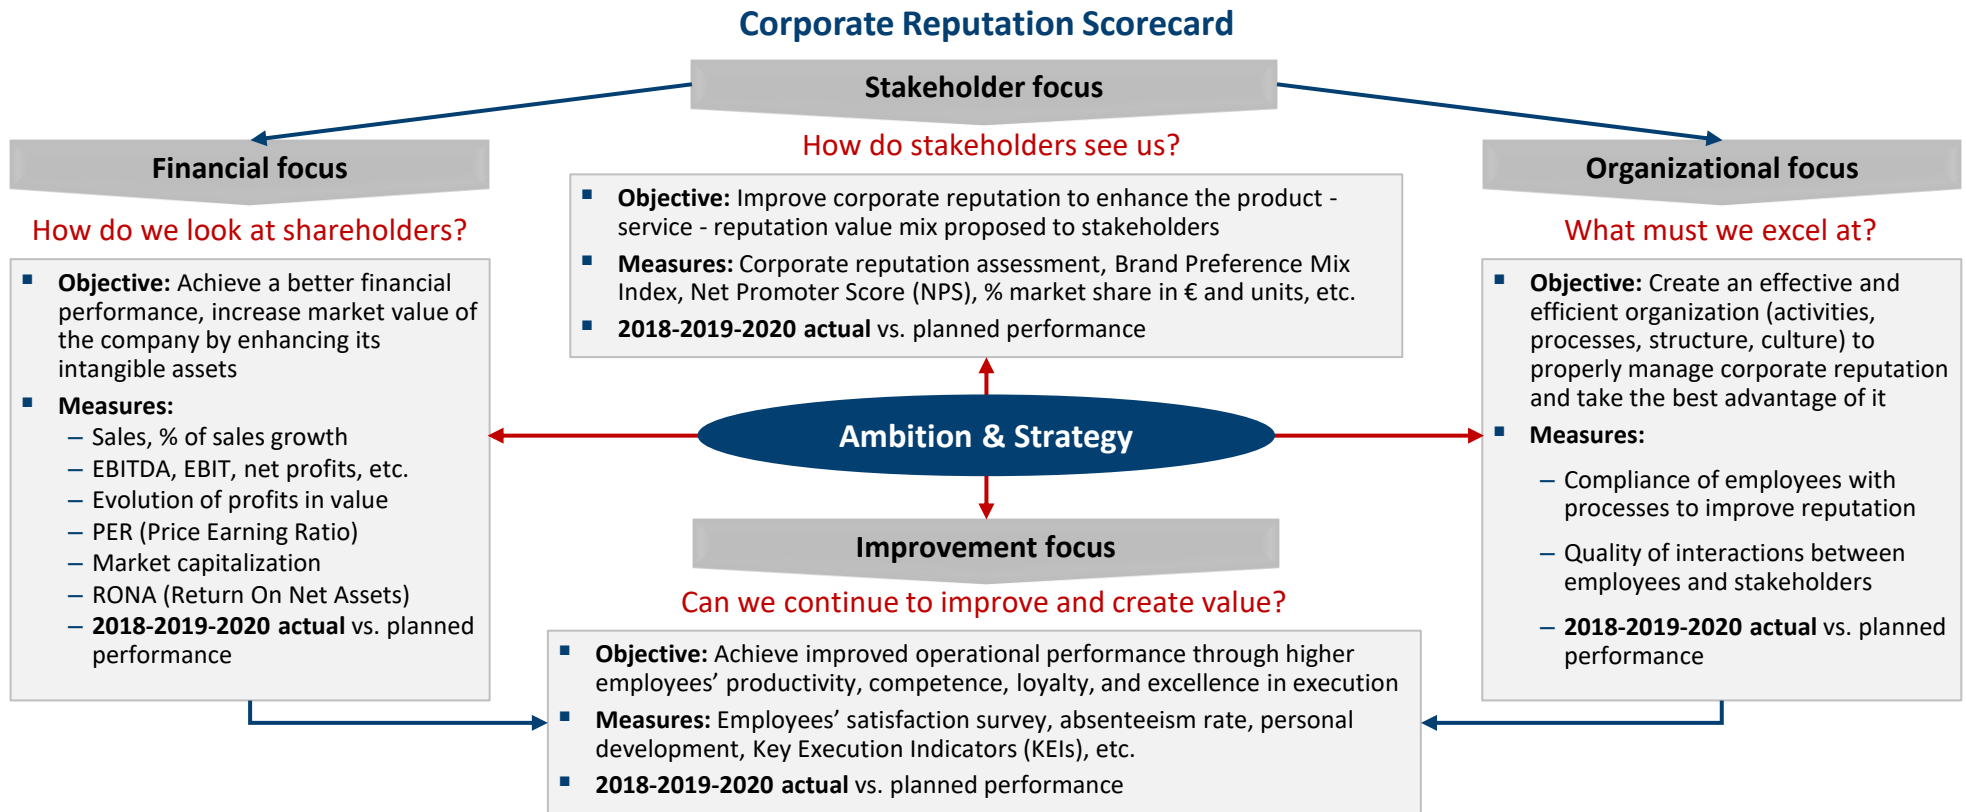 Corporate Reputation Scorecard
Stakeholder focus
How do stakeholders see us?
▪ Objective: Improve corporate reputation to enhance the product -
service - reputation value mix proposed to stakeholders
▪ Measures: Corporate reputation assessment, Brand Preference Mix
Index, Net Promoter Score (NPS), % market share in € and units, etc.
▪ 2018-2019-2020 actual vs. planned performance
Financial focus
How do we look at shareholders?
▪ Objective: Achieve a better financial
performance, increase market value of
the company by enhancing its
intangible assets
▪ Measures:
– Sales, % of sales growth
– EBITDA, EBIT, net profits, etc.
– Evolution of profits in value
– PER (Price Earning Ratio)
– Market capitalization
– RONA (Return On Net Assets)
– 2018-2019-2020 actual vs. planned
performance
Ambition & Strategy
Organizational focus
What must we excel at?
▪ Objective: Create an effective and
efficient organization (activities,
processes, structure, culture) to
properly manage corporate reputation
and take the best advantage of it
▪ Measures:
– Compliance of employees with
processes to improve reputation
– Quality of interactions between
employees and stakeholders
– 2018-2019-2020 actual vs. planned
performance
Improvement focus
Can we continue to improve and create value?
▪ Objective: Achieve improved operational performance through higher
employees’ productivity, competence, loyalty, and excellence in execution
▪ Measures: Employees’ satisfaction survey, absenteeism rate, personal
development, Key Execution Indicators (KEIs), etc.
▪ 2018-2019-2020 actual vs. planned performance